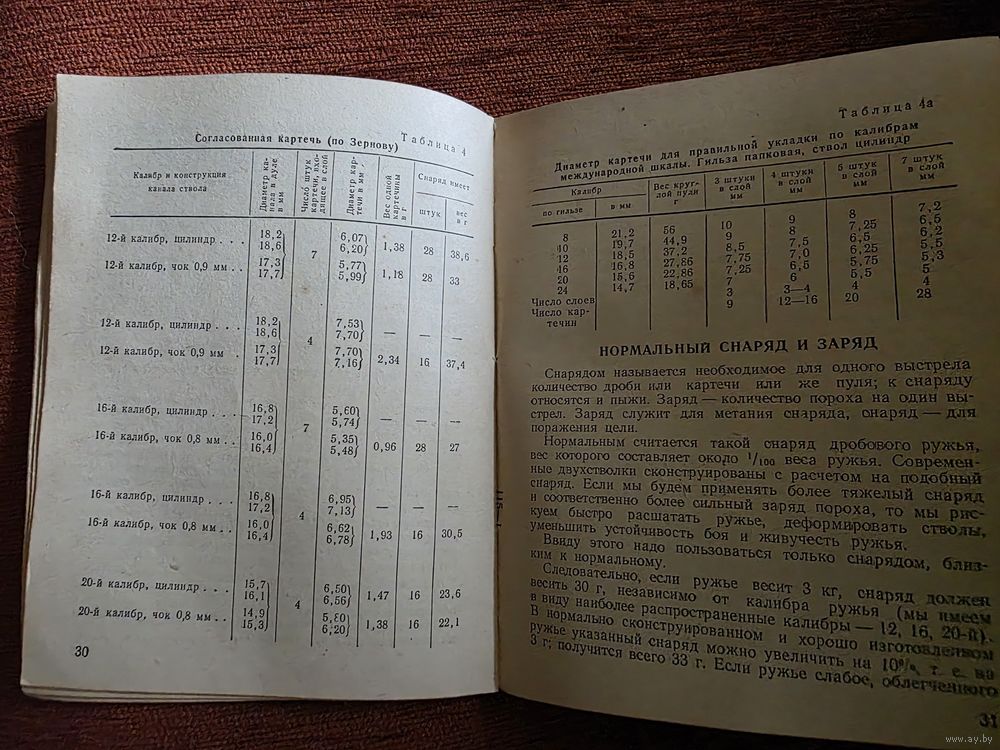 Таблица 4
Согласованная картечь (по Зернову)
Калибр и конструкция канала ствола | Диаметр канала в дуле в мм | Число штук картечи, входящее в слой | Диаметр картечи в мм | Вес одной картечины в г | Снаряд имеет
штук | вес в г
12-й калибр, цилиндр . . . 18,2 6,07
18,6 7 6,20 1,38 28 38,6
12-й калибр, чок 0,9 мм . . 17,3 5,77
17,7 5,99 1,18 28 33
12-й калибр, цилиндр . . . 18,2 7,53
18,6 4 7,70 — — —
12-й калибр, чок 0,9 мм . 17,3 7,70
17,7 7,16 2,34 16 37,4
16-й калибр, цилиндр . . . 16,8 5,60
17,2 7 5,74 — — —
16-й калибр, чок 0,8 мм . . 16,0 5,35
16,4 5,48 0,96 28 27
16-й калибр, цилиндр . . . 16,8 6,95
17,2 4 7,13 — — —
16-й калибр, чок 0,8 мм . . 16,0 6,62
16,4 6,78 1,93 16 30,5
20-й калибр, цилиндр . . . 15,7 6,50
16,1 4 6,56 1,47 16 23,6
20-й калибр, чок 0,8 мм . . 14,9 5,80
15,3 6,20 1,38 16 22,1
30
Таблица 4а
Диаметр картечи для правильной укладки по калибрам
международной шкалы. Гильза папковая, ствол цилиндр
Калибр | Вес круглой пули г | 3 штуки в слой мм | 4 штуки в слой мм | 5 штук в слой мм | 7 штук в слой мм
по гильзе | в мм
8 21,2 56 10 9 8 7,2
10 19,7 44,9 9 8 7,25 6,5
12 18,5 37,2 8,5 7,5 6,5 6,2
16 16,8 27,86 7,75 7,0 6,25 5,5
20 15,6 22,86 7,25 6,5 5,75 5,3
24 14,7 18,65 7 6 5,5 5
Число слоев 3 3—4 4 4
Число картечин 9 12—16 20 28
НОРМАЛЬНЫЙ СНАРЯД И ЗАРЯД
Снарядом называется необходимое для одного выстрела
количество дроби или картечи или же пуля; к снаряду
относятся и пыжи. Заряд — количество пороха на один вы-
стрел. Заряд служит для метания снаряда, снаряд — для
поражения цели.
Нормальным считается такой снаряд дробового ружья,
вес которого составляет около 1/100 веса ружья. Современ-
ные двухстволки сконструированы с расчетом на подобный
снаряд. Если мы будем применять более тяжелый снаряд
и соответственно более сильный заряд пороха, то мы рис-
куем быстро расшатать ружье, деформировать стволы,
уменьшить устойчивость боя и живучесть ружья.
Ввиду этого надо пользоваться только снарядом, близ-
ким к нормальному.
Следовательно, если ружье весит 3 кг, снаряд должен
весить 30 г, независимо от калибра ружья (мы имеем
в виду наиболее распространенные калибры — 12, 16, 20-й).
В нормально сконструированном и хорошо изготовленном
ружье указанный снаряд можно увеличить на 10%, т. е. на
3 г; получится всего 33 г. Если ружье слабое, облегченного
31
www.ay.by